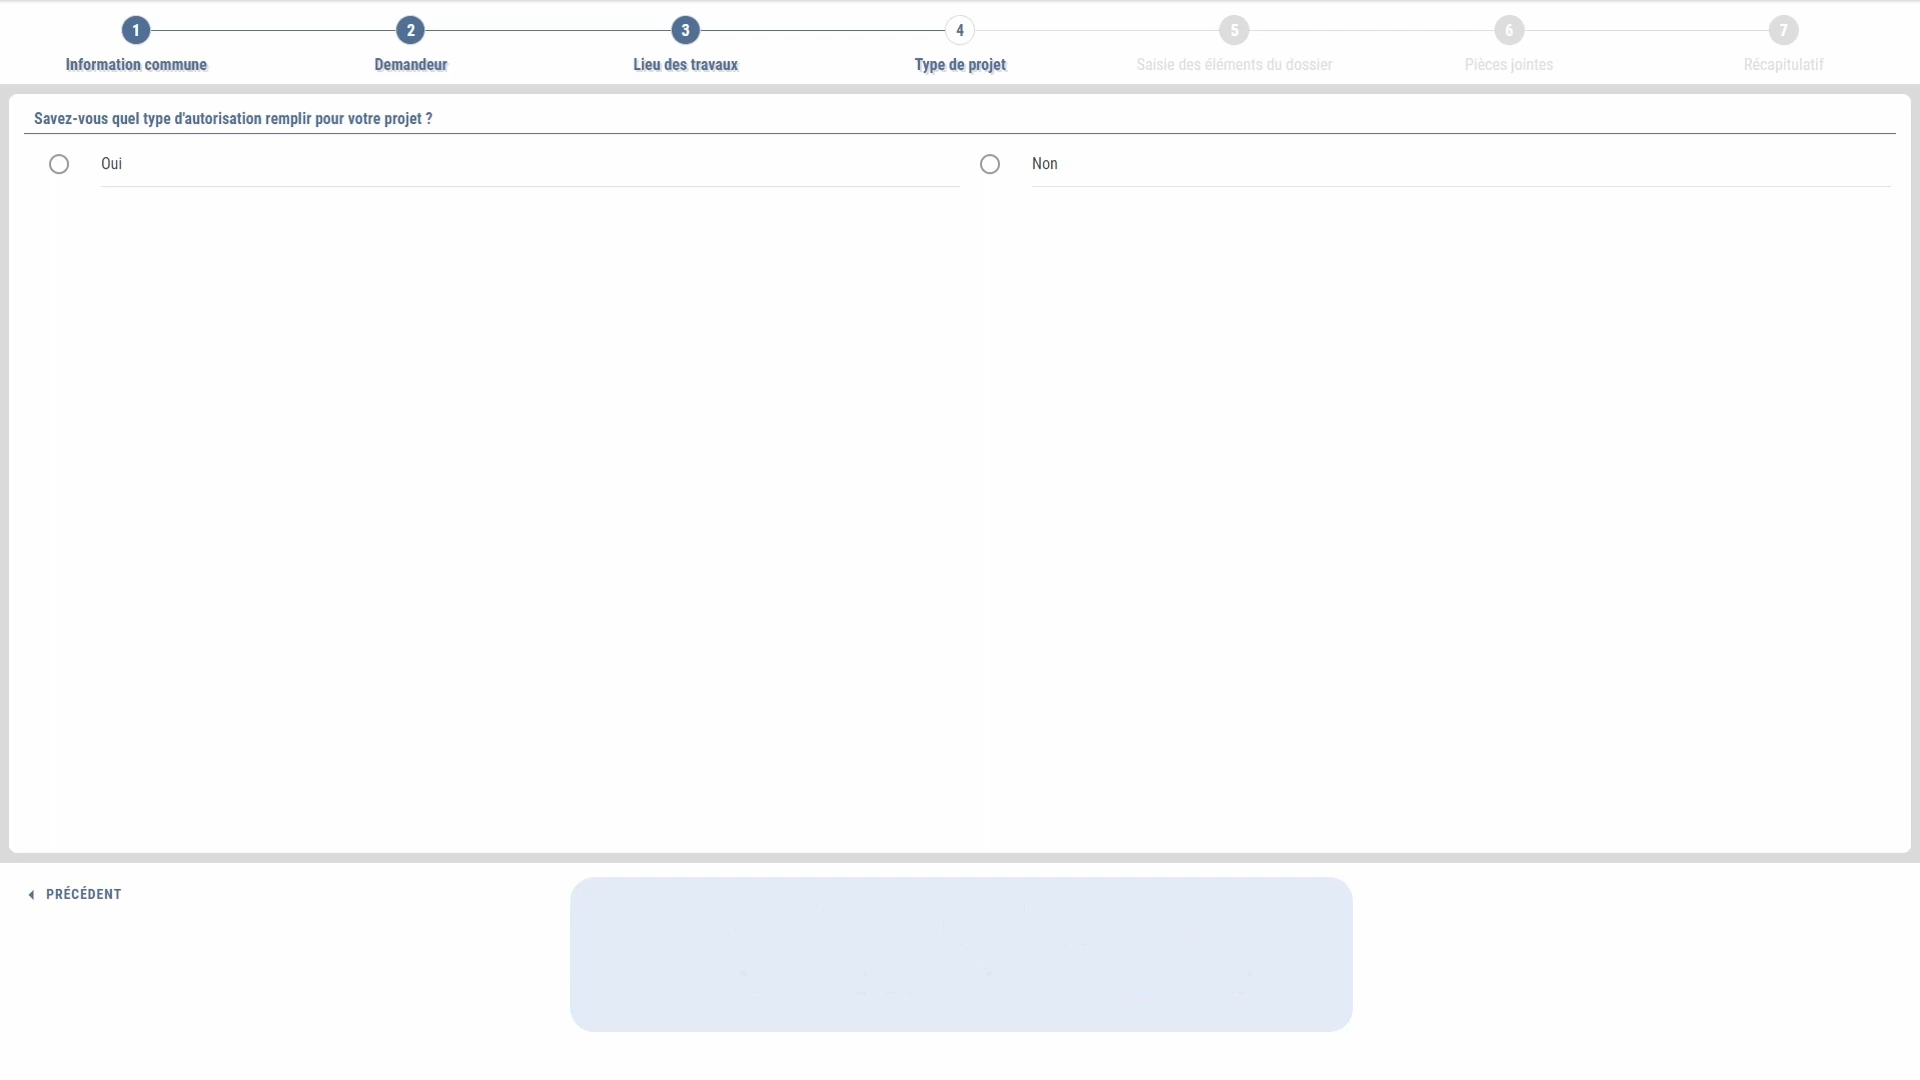 1
2
3
4
5
6
7
Information commune
Demandeur
Lieu des travaux
Type de projet
Saisie des éléments du dossier
Pièces jointes
Récapitulatif
Savez-vous quel type d'autorisation remplir pour votre projet ?
Oui
Non
PRÉCÉDENT